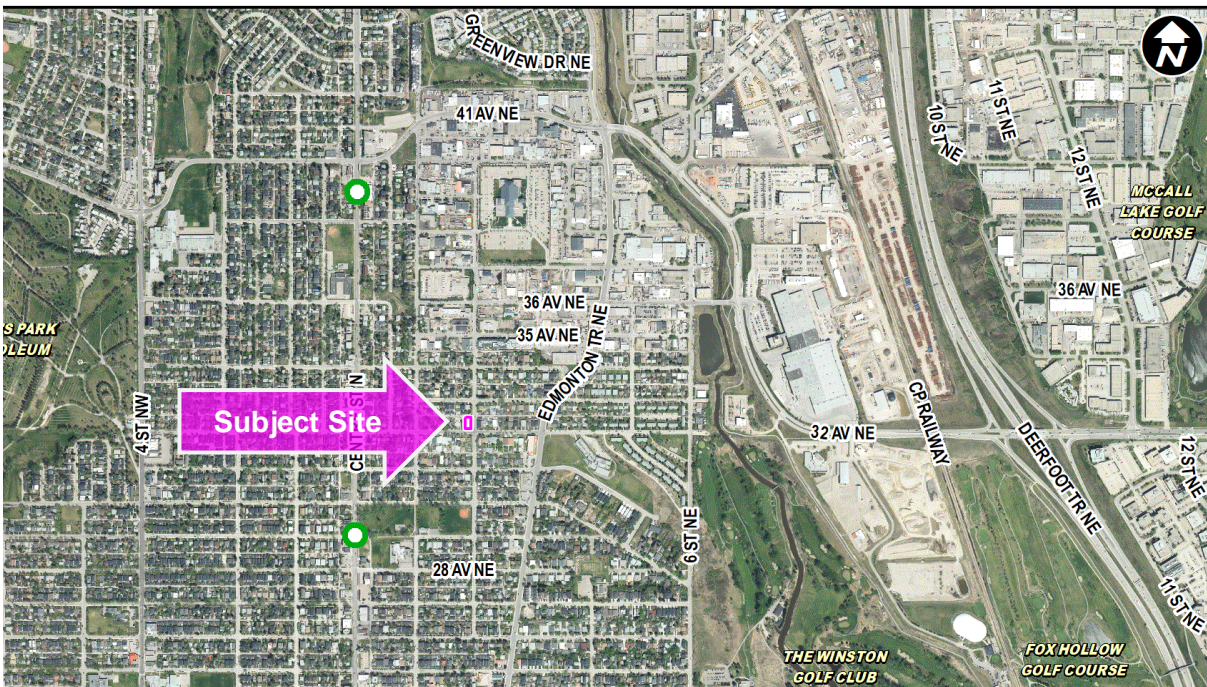 GREENVIEW DR NE
41 AV NE
10 ST NE
11 ST NE
12 ST NE
MCCALL
LAKE GOLF
COURSE
N
36 AV NE
36 AV NE
35 AV NE
S PARK
OLEUM
EDMONTON TR NE
4 ST NW
Subject Site
CENT
ST N
32 AV NE
CP RAILWAY
DEERFOOT TR NE
12 ST NE
6 ST NE
28 AV NE
11 ST NE
THE WINSTON
GOLF CLUB
FOX HOLLOW
GOLF COURSE